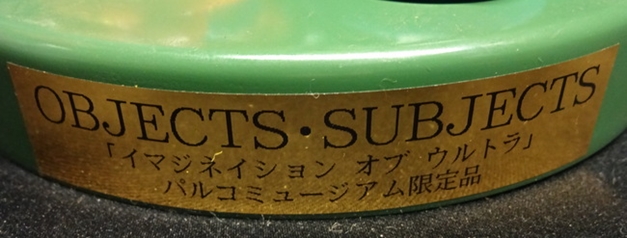 OBJECTS・SUBJECTS
「イマジネイション オブ ウルトラ」
パルコミュージアム限定品